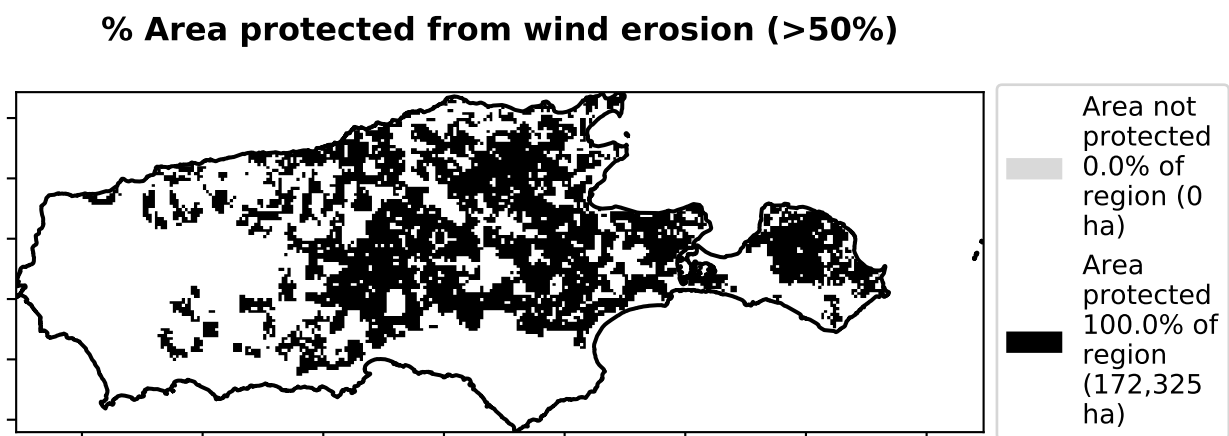 % Area protected from wind erosion (>50%)
Area not
protected
0.0% of
region (0
ha)
Area
protected
100.0% of
region
(172,325
ha)